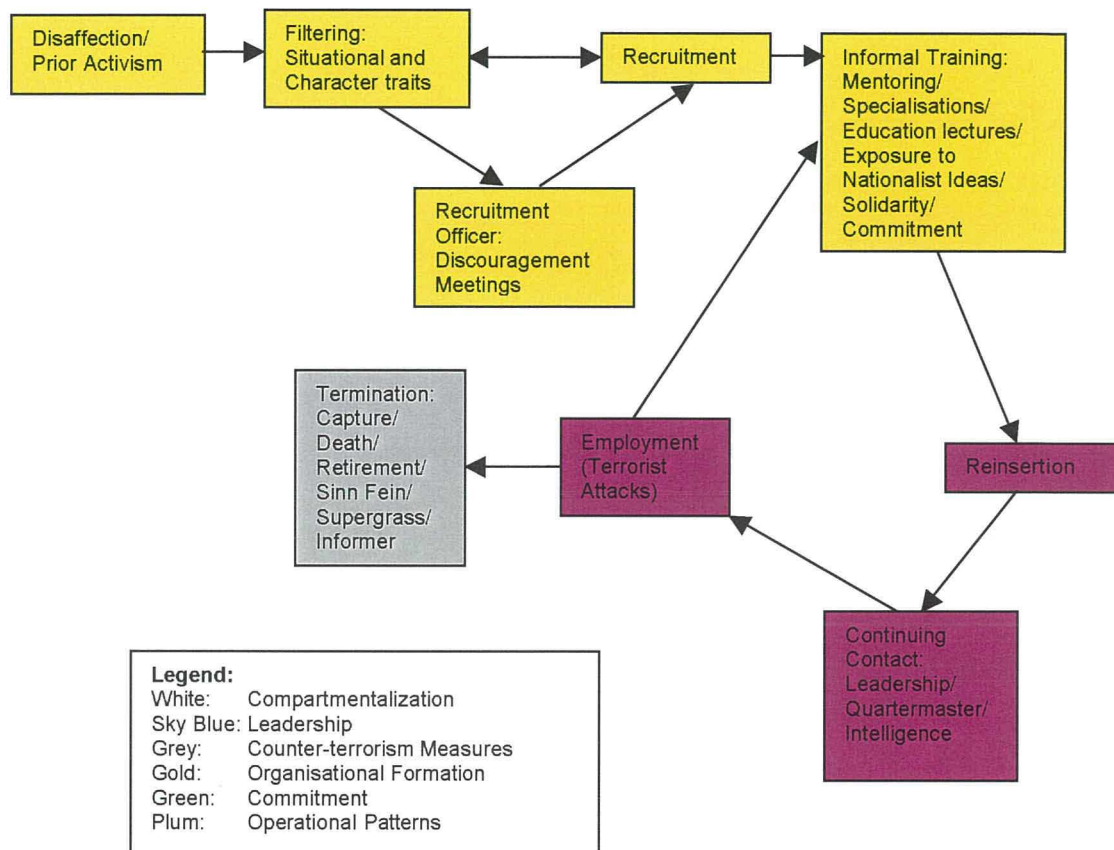 Disaffection/
Prior Activism
Filtering:
Situational and
Character traits
Recruitment
Informal Training:
Mentoring/
Specialisations/
Education lectures/
Exposure to
Nationalist Ideas/
Solidarity/
Commitment
Recruitment
Officer:
Discouragement
Meetings
Termination:
Capture/
Death/
Retirement/
Sinn Fein/
Supergrass/
Informer
Employment
(Terrorist
Attacks)
Reinsertion
Continuing
Contact:
Leadership/
Quartermaster/
Intelligence
Legend:
White: Compartmentalization
Sky Blue: Leadership
Grey: Counter-terrorism Measures
Gold: Organisational Formation
Green: Commitment
Plum: Operational Patterns